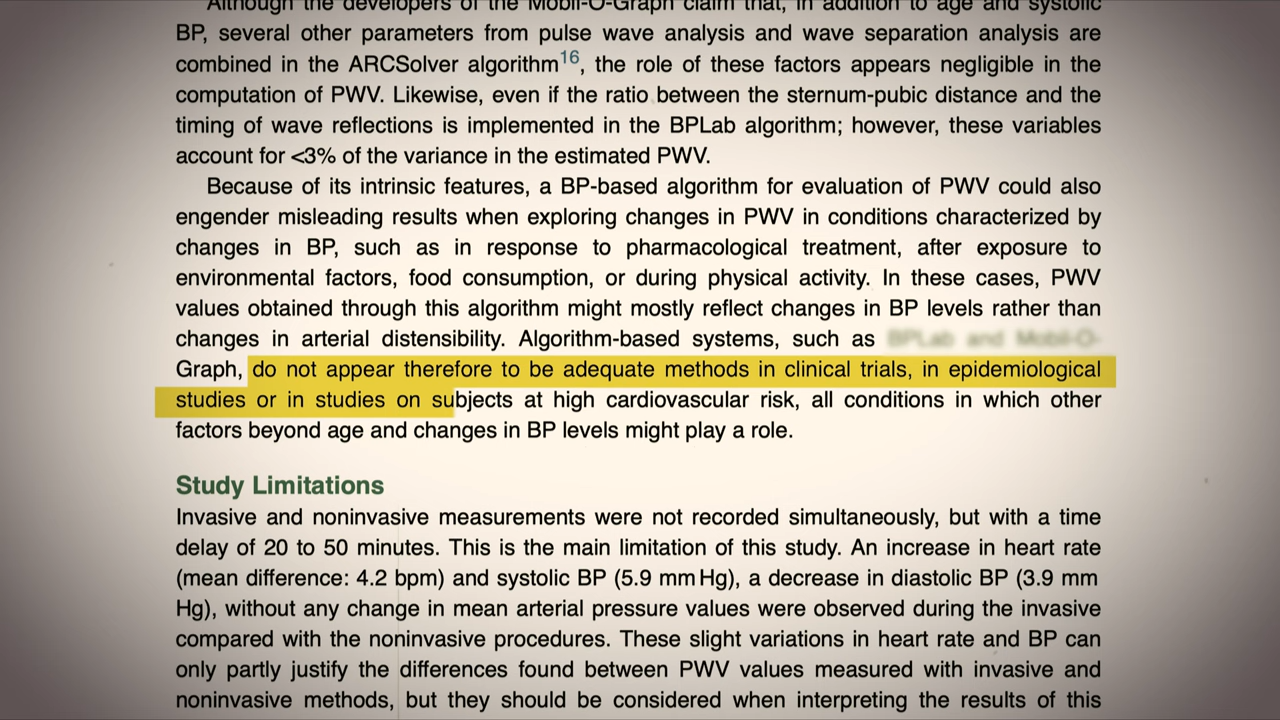 Although the developers of the Mobil-O-Graph claim that, in addition to age and systolic
BP, several other parameters from pulse wave analysis and wave separation analysis are
combined in the ARCSolver algorithm16, the role of these factors appears negligible in the
computation of PWV. Likewise, even if the ratio between the sternum-pubic distance and the
timing of wave reflections is implemented in the BPLab algorithm; however, these variables
account for <3% of the variance in the estimated PWV.
Because of its intrinsic features, a BP-based algorithm for evaluation of PWV could also
engender misleading results when exploring changes in PWV in conditions characterized by
changes in BP, such as in response to pharmacological treatment, after exposure to
environmental factors, food consumption, or during physical activity. In these cases, PWV
values obtained through this algorithm might mostly reflect changes in BP levels rather than
changes in arterial distensibility. Algorithm-based systems, such as BPLab and Mobil-O-
Graph, do not appear therefore to be adequate methods in clinical trials, in epidemiological
studies or in studies on subjects at high cardiovascular risk, all conditions in which other
factors beyond age and changes in BP levels might play a role.
Study Limitations
Invasive and noninvasive measurements were not recorded simultaneously, but with a time
delay of 20 to 50 minutes. This is the main limitation of this study. An increase in heart rate
(mean difference: 4.2 bpm) and systolic BP (5.9 mm Hg), a decrease in diastolic BP (3.9 mm
Hg), without any change in mean arterial pressure values were observed during the invasive
compared with the noninvasive procedures. These slight variations in heart rate and BP can
only partly justify the differences found between PWV values measured with invasive and
noninvasive methods, but they should be considered when interpreting the results of this